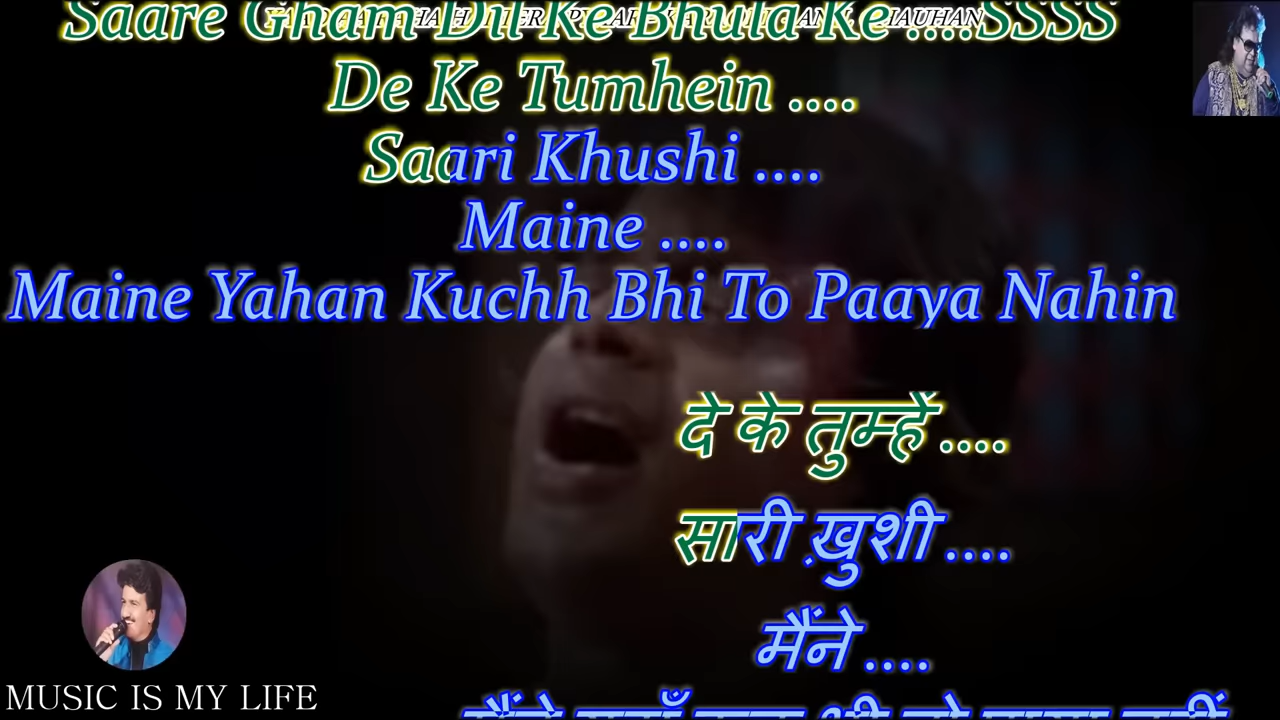 Saare Gham Dil Ke Bhula Ke ....SSSS
De Ke Tumhein ....
Saari Khushi ....
Maine ....
Maine Yahan Kuchh Bhi To Paaya Nahin
दे के तुम्हें ....
सारी ख़ुशी ....
मैंने ....
MUSIC IS MY LIFE